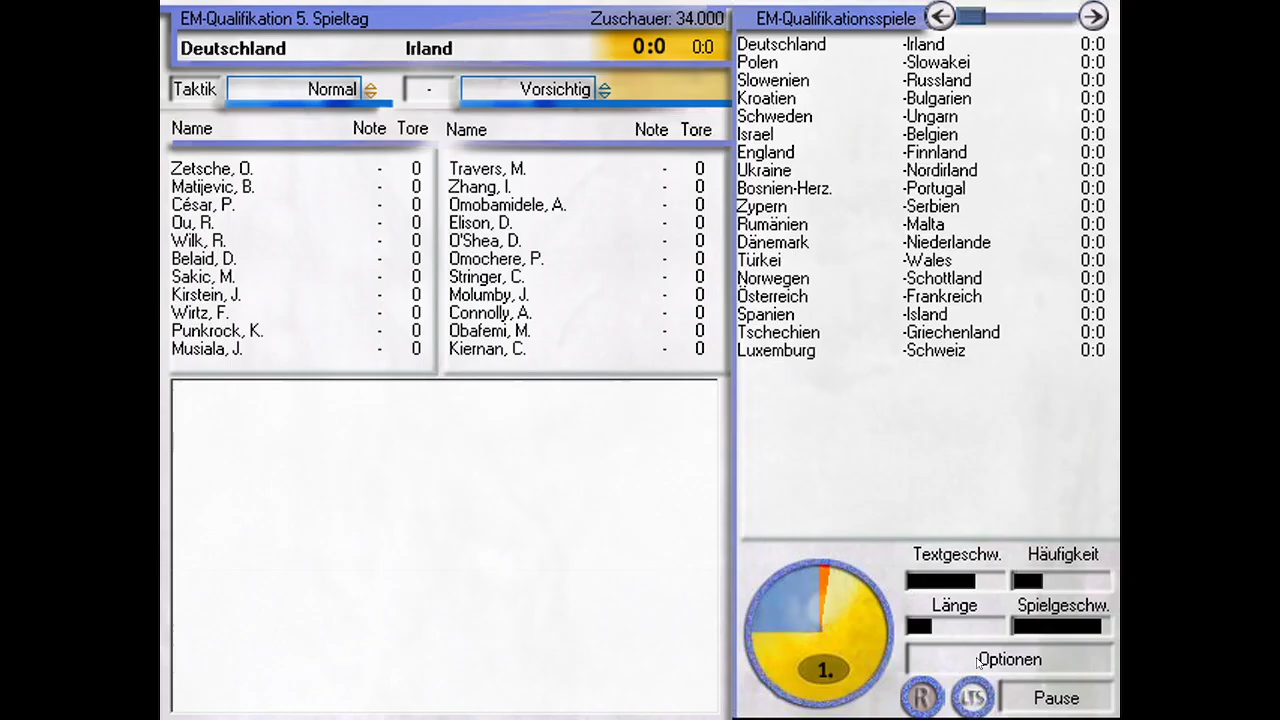 EM-Qualifikation 5. Spieltag Zuschauer: 34.000
Deutschland Irland 0:0 0:0
Taktik Normal - Vorsichtig
Name Note Tore Name Note Tore
Zetsche, O. - 0 Travers, M. - 0
Matijevic, B. - 0 Zhang, I. - 0
César, P. - 0 Omobamidele, A. - 0
Ou, R. - 0 Elison, D. - 0
Wilk, R. - 0 O'Shea, D. - 0
Belaid, D. - 0 Omochere, P. - 0
Sakic, M. - 0 Stringer, C. - 0
Kirstein, J. - 0 Molumby, J. - 0
Wirtz, F. - 0 Connolly, A. - 0
Punkrock, K. - 0 Obafemi, M. - 0
Musiala, J. - 0 Kiernan, C. - 0
EM-Qualifikationsspiele
Deutschland -Irland 0:0
Polen -Slowakei 0:0
Slowenien -Russland 0:0
Kroatien -Bulgarien 0:0
Schweden -Ungarn 0:0
Israel -Belgien 0:0
England -Finnland 0:0
Ukraine -Nordirland 0:0
Bosnien-Herz. -Portugal 0:0
Zypern -Serbien 0:0
Rumänien -Malta 0:0
Dänemark -Niederlande 0:0
Türkei -Wales 0:0
Norwegen -Schottland 0:0
Österreich -Frankreich 0:0
Spanien -Island 0:0
Tschechien -Griechenland 0:0
Luxemburg -Schweiz 0:0
Textgeschw. Häufigkeit
Länge Spielgeschw.
1.
Optionen
R LTS Pause